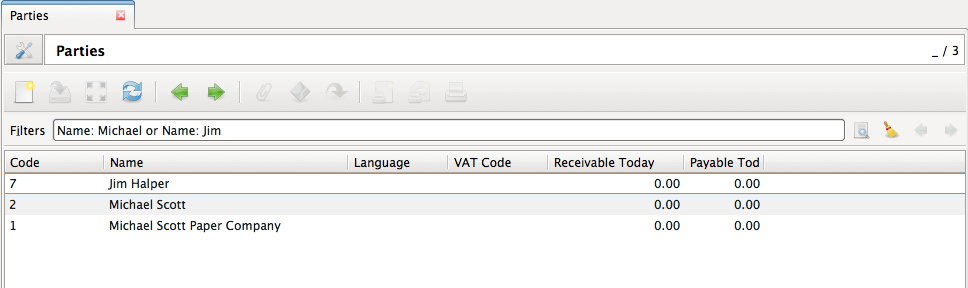 Parties
Parties _ / 3
Filters Name: Michael or Name: Jim
Code Name Language VAT Code Receivable Today Payable Tod
7 Jim Halper 0.00 0.00
2 Michael Scott 0.00 0.00
1 Michael Scott Paper Company 0.00 0.00